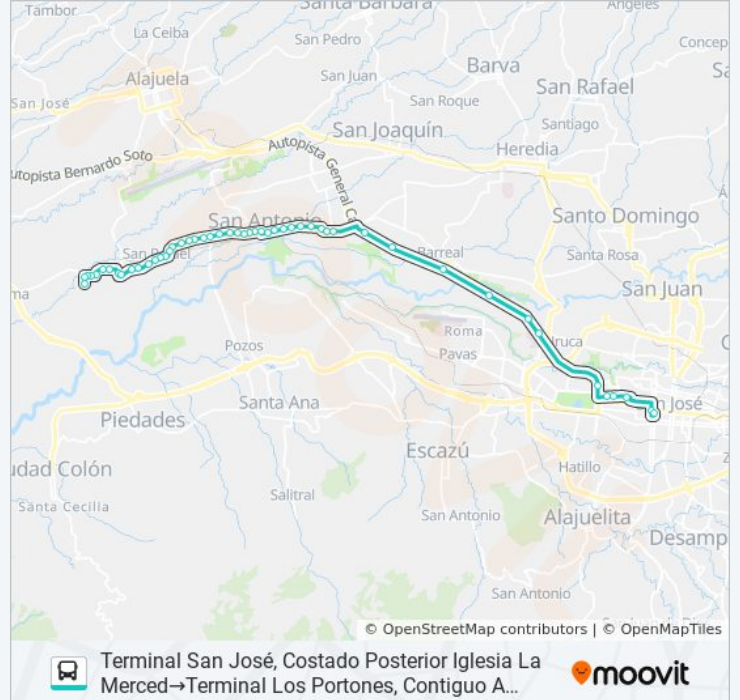 Santa Bárbara
Angeles
Tambor
La Ceiba
San Pedro
Concep
Barva
Alajuela
San Juan
San Rafael
San José
San Roque
Santiago
San Joaquín
Heredia
Autopista General C
utopista Bernardo Soto
San Antonio
Santo Domingo
San Rafael
Barreal
Santa Rosa
San Juan
ma
Roma
Pozos
Pavas
Uruca
Santa Ana
n José
Piedades
Escazú
udad Colón
Hatillo
Salitral
Santa Cecilia
San Antonio
Alajuelita
Desamp
San Antonio
© OpenStreetMap contributors | © OpenMapTiles
Terminal San José, Costado Posterior Iglesia La
Merced→Terminal Los Portones, Contiguo A...
moovit